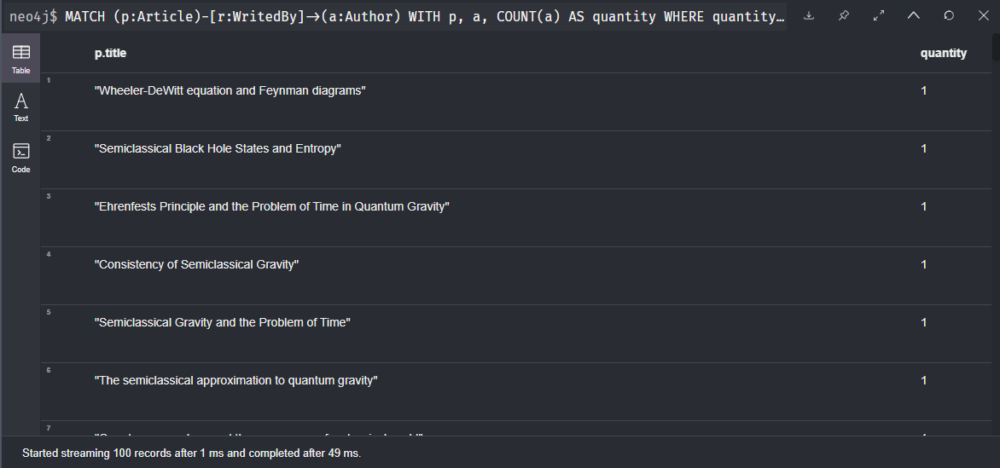 neo4j$ MATCH (p:Article)-[r:WritedBy]→(a:Author) WITH p, a, COUNT(a) AS quantity WHERE quantity…
Table
Text
Code
p.title quantity
1 "Wheeler-DeWitt equation and Feynman diagrams" 1
2 "Semiclassical Black Hole States and Entropy" 1
3 "Ehrenfests Principle and the Problem of Time in Quantum Gravity" 1
4 "Consistency of Semiclassical Gravity" 1
5 "Semiclassical Gravity and the Problem of Time" 1
6 "The semiclassical approximation to quantum gravity" 1
7
Started streaming 100 records after 1 ms and completed after 49 ms.